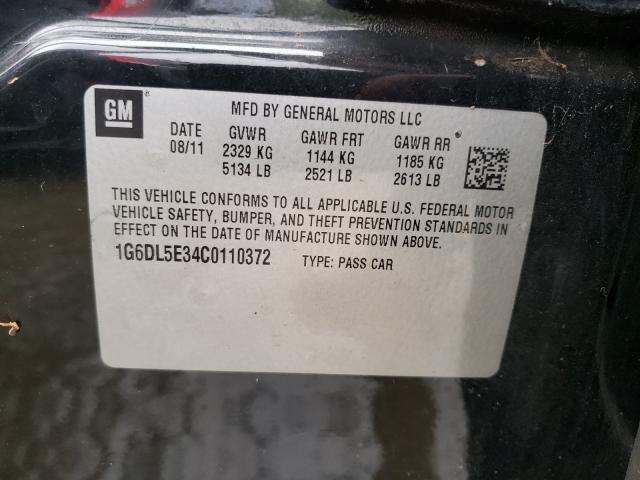 GM
MFD BY GENERAL MOTORS LLC
DATE GVWR GAWR FRT GAWR RR
08/11 2329 KG 1144 KG 1185 KG
5134 LB 2521 LB 2613 LB
THIS VEHICLE CONFORMS TO ALL APPLICABLE U.S. FEDERAL MOTOR
VEHICLE SAFETY, BUMPER, AND THEFT PREVENTION STANDARDS IN
EFFECT ON THE DATE OF MANUFACTURE SHOWN ABOVE.
1G6DL5E34C0110372 TYPE: PASS CAR